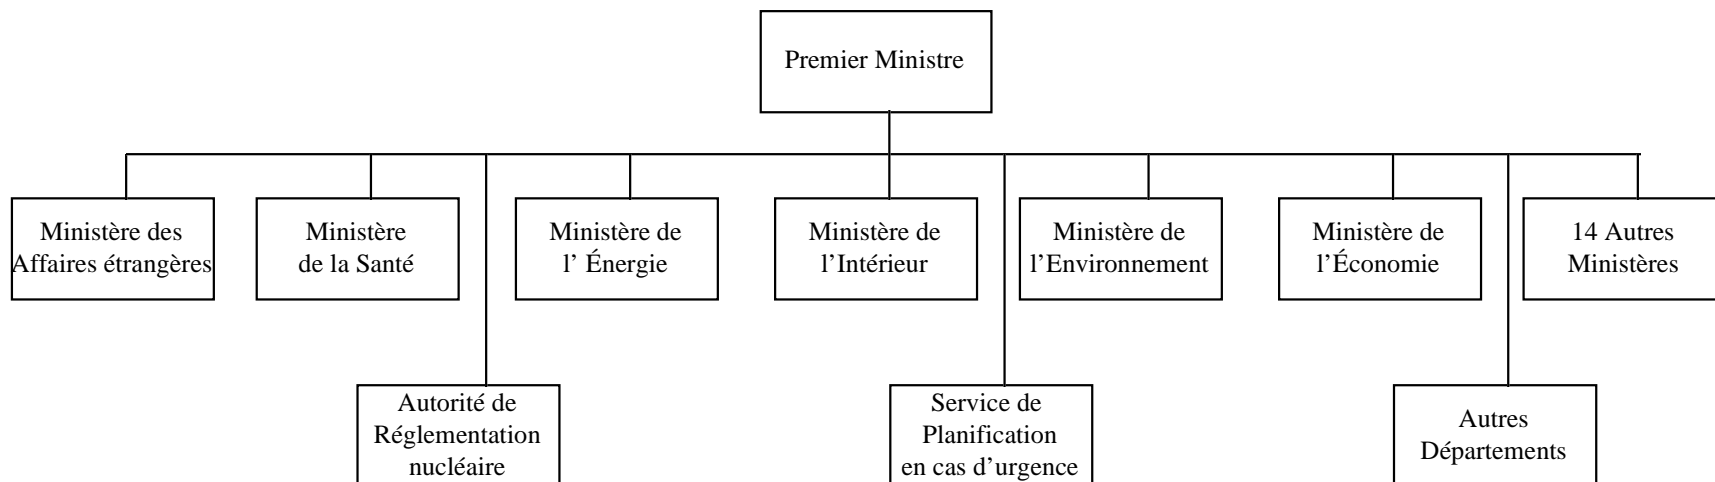 Premier Ministre
Ministère des
Affaires étrangères
Ministère
de la Santé
Ministère de
l’ Énergie
Ministère de
l’Intérieur
Ministère de
l’Environnement
Ministère de
l’Économie
14 Autres
Ministères
Autorité de
Réglementation
nucléaire
Service de
Planification
en cas d’urgence
Autres
Départements